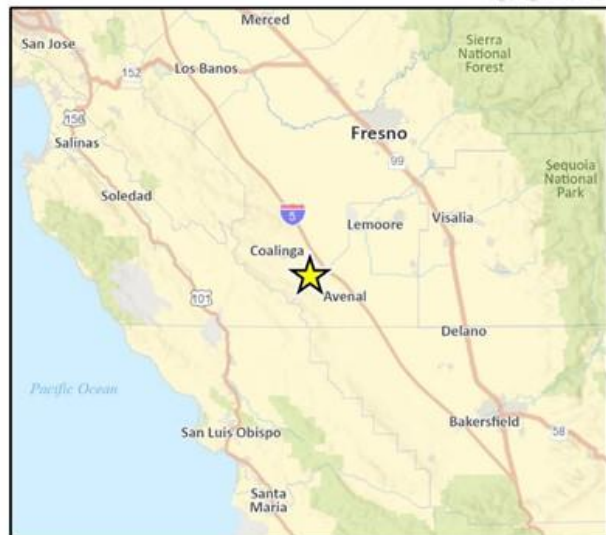 Merced
San Jose
Sierra
National
Forest
152
Los Banos
156
Fresno
Salinas
99
Sequoia
National
Park
Soledad
5
Lemoore
Visalia
Coalinga
101
Avenal
Delano
Pacific Ocean
San Luis Obispo
Bakersfield
58
Santa
Maria